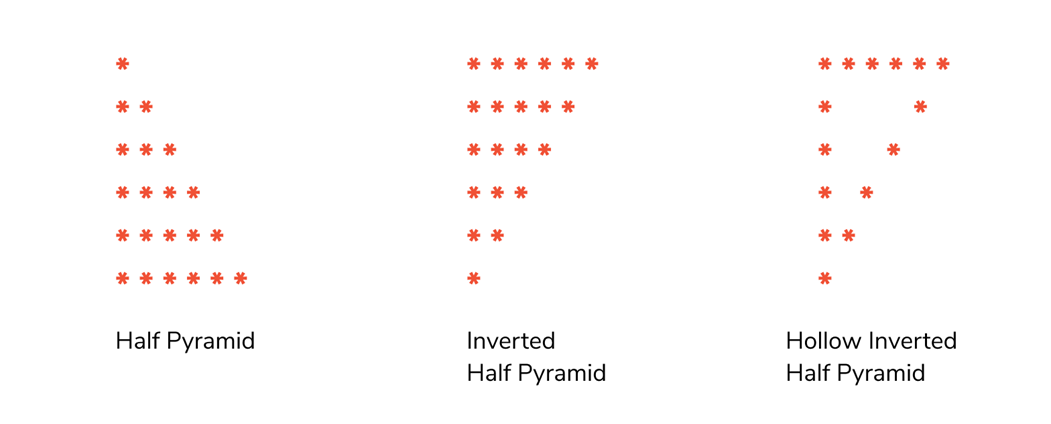 * * * * * * * * * * * * *
* * * * * * * * *
* * * * * * * * *
* * * * * * * * *
* * * * * * * * *
* * * * * * * *
Half Pyramid
Inverted
Half Pyramid
Hollow Inverted
Half Pyramid